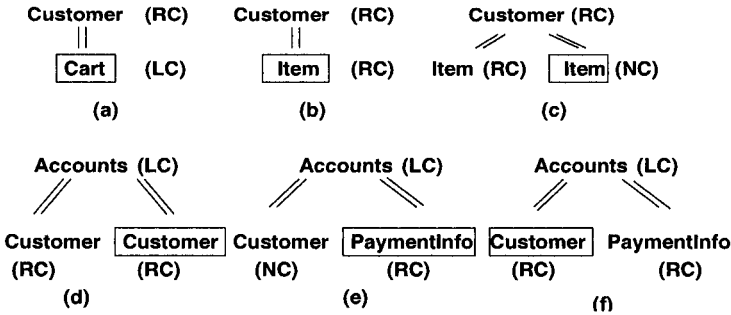 Customer (RC) Customer (RC) Customer (RC)
Cart (LC) Item (RC) Item (RC) Item (NC)
(a) (b) (c)
Accounts (LC) Accounts (LC) Accounts (LC)
Customer Customer Customer PaymentInfo Customer PaymentInfo
(RC) (RC) (NC) (RC) (RC) (RC)
(d) (e) (f)